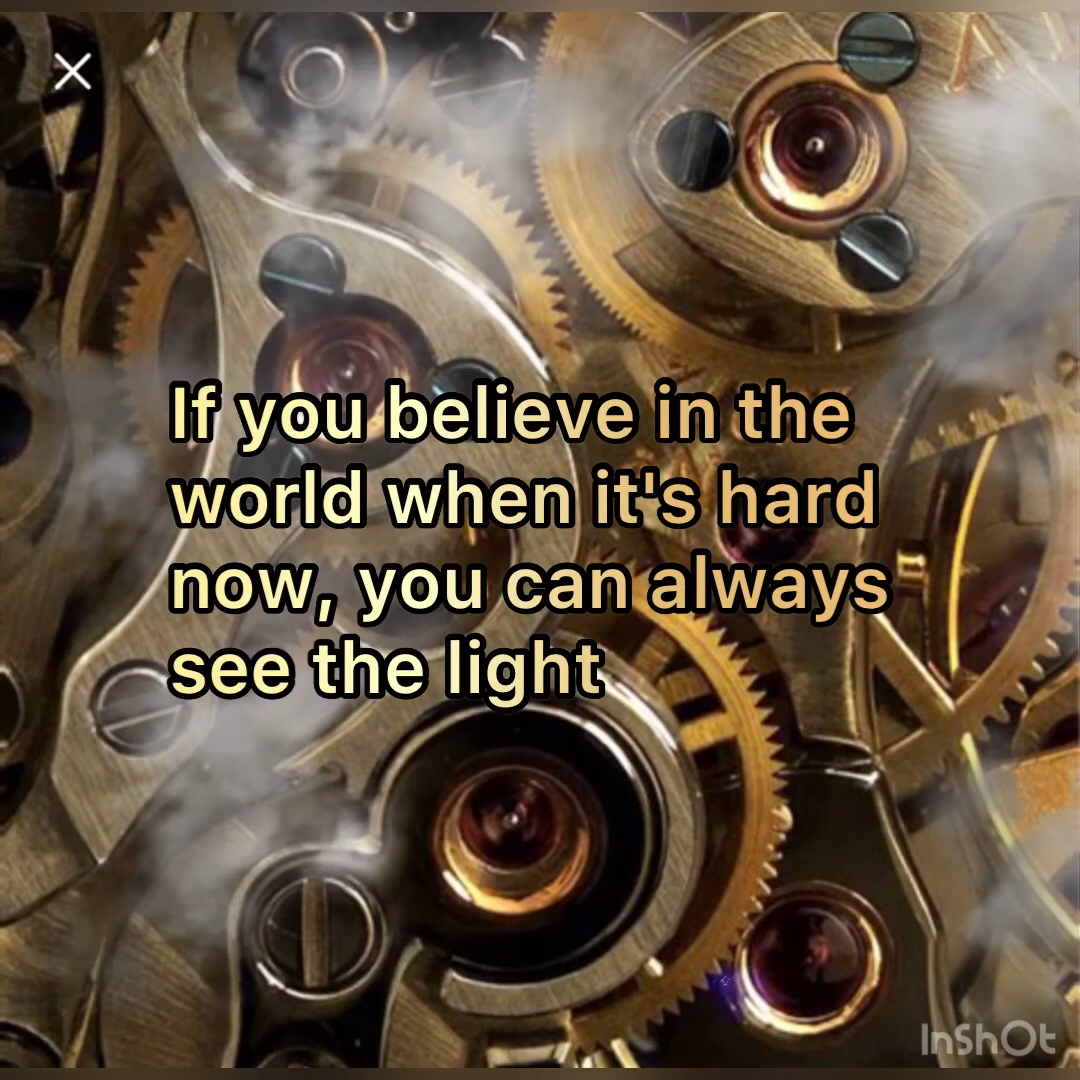 If you believe in the
world when it's hard
now, you can always
see the light
InShOt